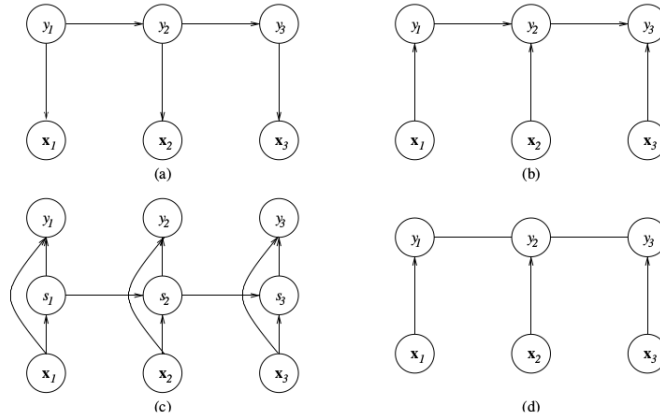 y1 y2 y3 y1 y2 y3
x1 x2 x3 x1 x2 x3
(a) (b)
y1 y2 y3
s1 s2 s3 y1 y2 y3
x1 x2 x3 x1 x2 x3
(c) (d)